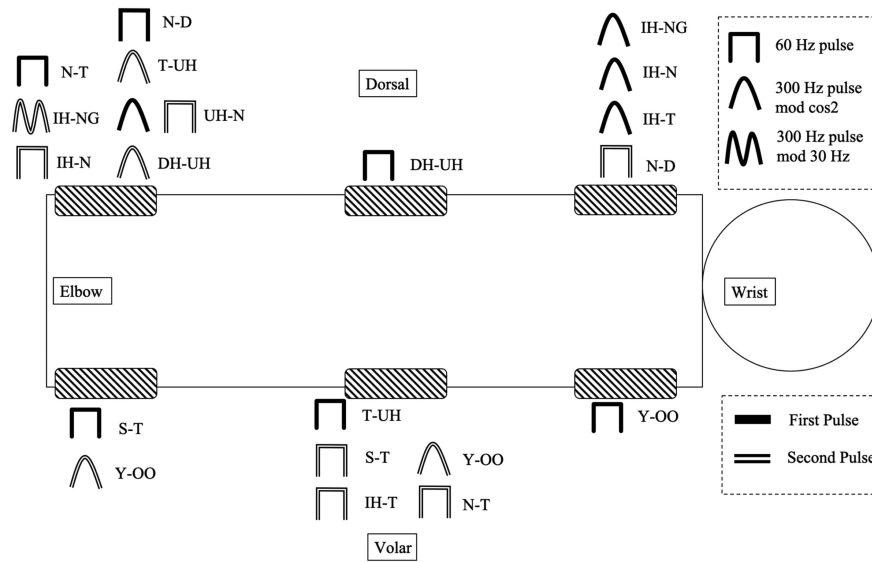 N-D
N-T
T-UH
IH-NG
UH-N
IH-N
DH-UH
Dorsal
DH-UH
IH-NG
IH-N
IH-T
N-D
60 Hz pulse
300 Hz pulse
mod cos2
300 Hz pulse
mod 30 Hz
Elbow
Wrist
S-T
Y-OO
T-UH
S-T
Y-OO
IH-T
N-T
Volar
Y-OO
First Pulse
Second Pulse